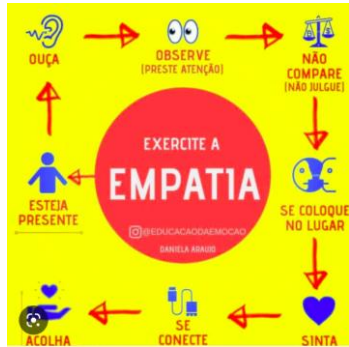 OUÇA
OBSERVE
(PRESTE ATENÇÃO)
NÃO
COMPARE
(NÃO JULGUE)
EXERCITE A
EMPATIA
@EDUCACAODAEMOCAO
DANIELA ARAUJO
ESTEJA
PRESENTE
SE COLOQUE
NO LUGAR
ACOLHA
SE
CONECTE
SINTA